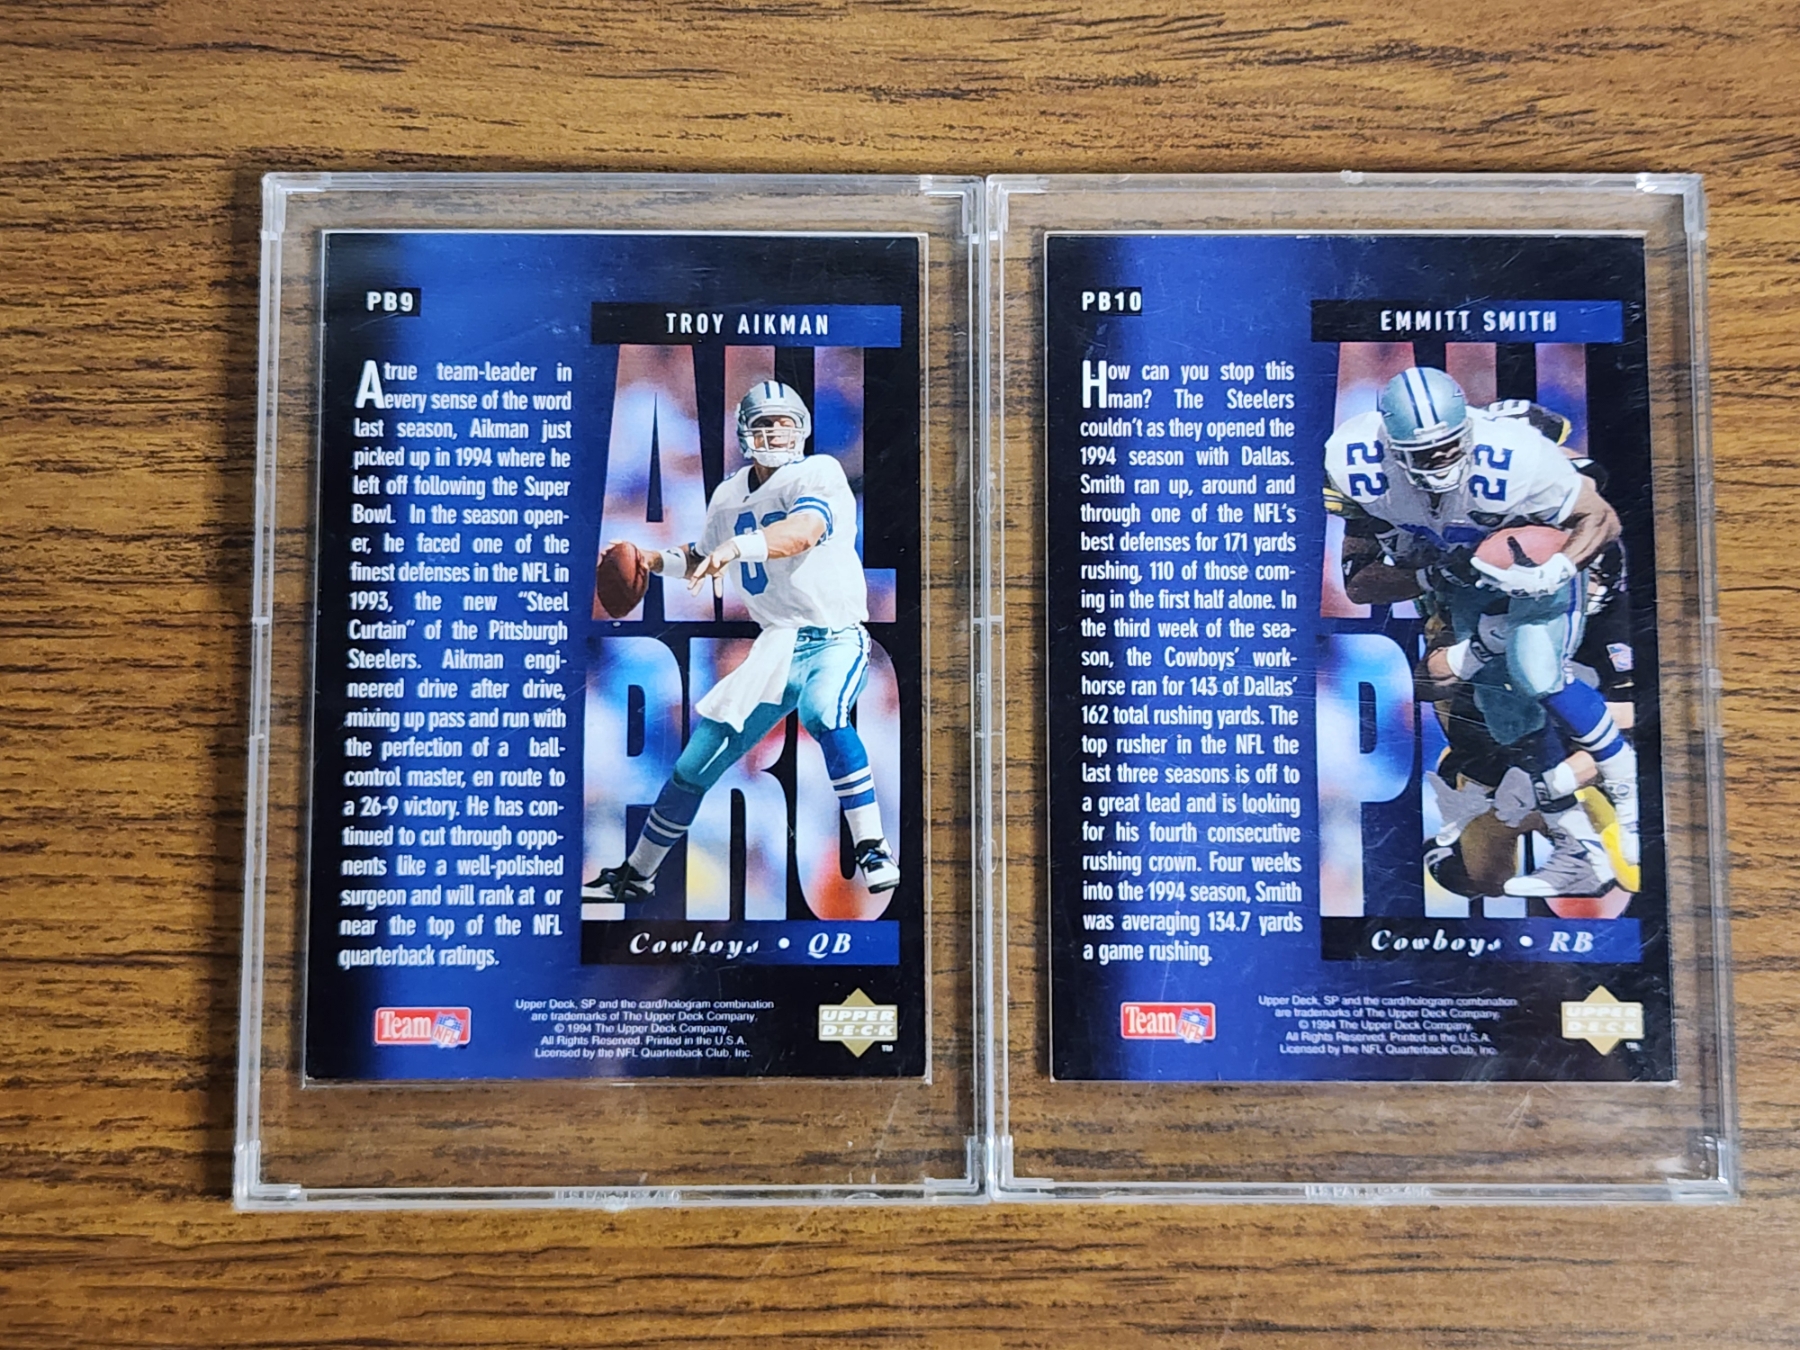 PB9
TROY AIKMAN
A true team-leader in
every sense of the word
last season, Aikman just
picked up in 1994 where he
left off following the Super
Bowl. In the season open-
er, he faced one of the
finest defenses in the NFL in
1993, the new "Steel
Curtain" of the Pittsburgh
Steelers. Aikman engi-
neered drive after drive,
mixing up pass and run with
the perfection of a ball-
control master, en route to
a 26-9 victory. He has con-
tinued to cut through oppo-
nents like a well-polished
surgeon and will rank at or
near the top of the NFL
quarterback ratings.
ALL
PRO
Cowboys • QB
Team NFL
Upper Deck, SP and the card/hologram combination
are trademarks of The Upper Deck Company.
© 1994 The Upper Deck Company.
All Rights Reserved. Printed in the U.S.A.
Licensed by the NFL Quarterback Club, Inc.
UPPER
DECK
TM
PB10
EMMITT SMITH
How can you stop this
man? The Steelers
couldn't as they opened the
1994 season with Dallas.
Smith ran up, around and
through one of the NFL's
best defenses for 171 yards
rushing, 110 of those com-
ing in the first half alone. In
the third week of the sea-
son, the Cowboys' work-
horse ran for 143 of Dallas'
162 total rushing yards. The
top rusher in the NFL the
last three seasons is off to
a great lead and is looking
for his fourth consecutive
rushing crown. Four weeks
into the 1994 season, Smith
was averaging 134.7 yards
a game rushing.
ALL
PRO
22 22
Cowboys • RB
Team NFL
Upper Deck, SP and the card/hologram combination
are trademarks of The Upper Deck Company.
© 1994 The Upper Deck Company.
All Rights Reserved. Printed in the U.S.A.
Licensed by the NFL Quarterback Club, Inc.
UPPER
DECK
TM